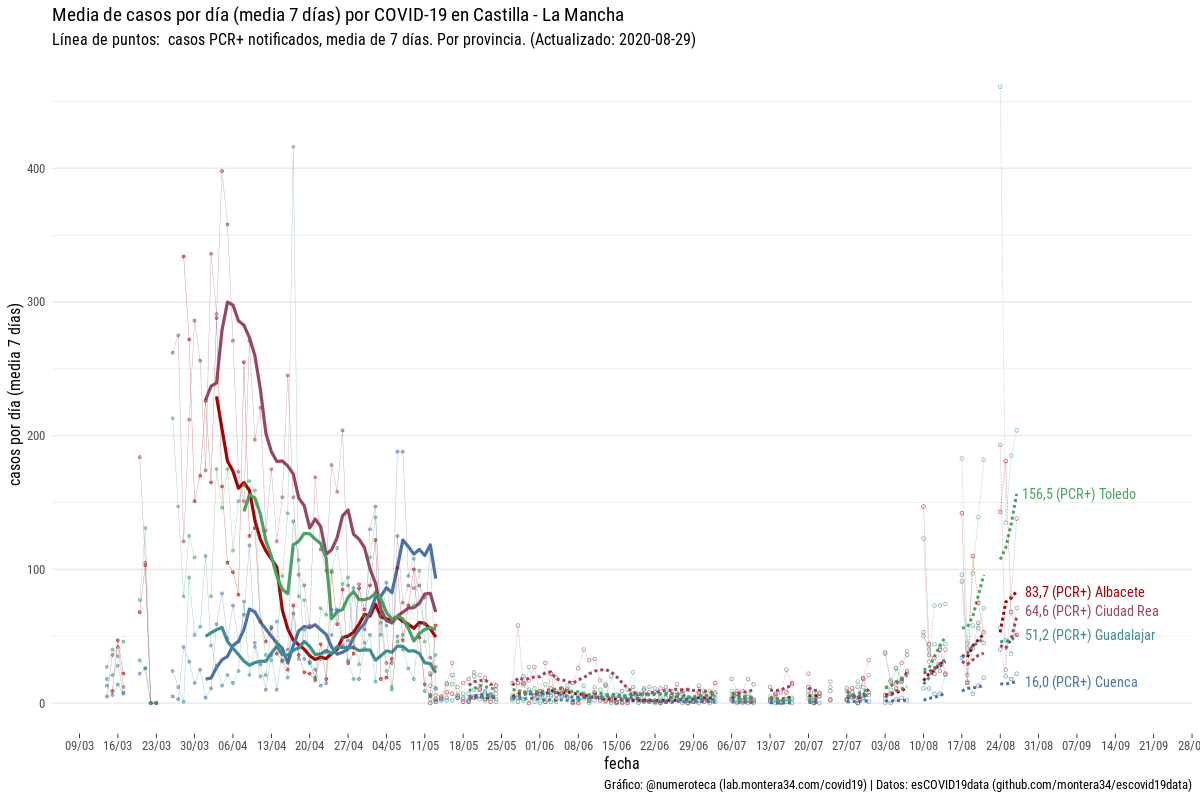 Media de casos por día (media 7 días) por COVID-19 en Castilla - La Mancha
Línea de puntos:  casos PCR+ notificados, media de 7 días. Por provincia. (Actualizado: 2020-08-29)
casos por día (media 7 días)
400
300
200
100
0
156,5 (PCR+) Toledo
83,7 (PCR+) Albacete
64,6 (PCR+) Ciudad Rea
51,2 (PCR+) Guadalajar
16,0 (PCR+) Cuenca
09/03 16/03 23/03 30/03 06/04 13/04 20/04 27/04 04/05 11/05 18/05 25/05 01/06 08/06 15/06 22/06 29/06 06/07 13/07 20/07 27/07 03/08 10/08 17/08 24/08 31/08 07/09 14/09 21/09 28/0
fecha
Gráfico: @numeroteca (lab.montera34.com/covid19) | Datos: esCOVID19data (github.com/montera34/escovid19data)